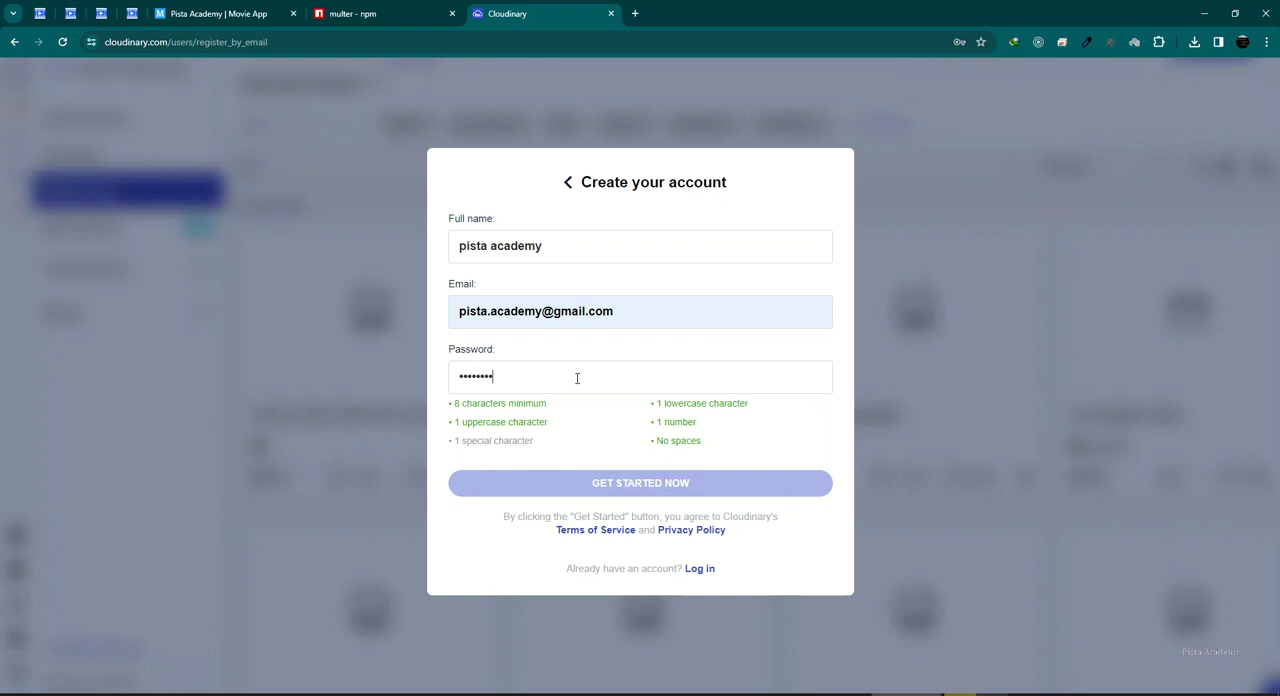 Pista Academy | Movie App
multer - npm
Cloudinary
cloudinary.com/users/register_by_email
Create your account
Full name:
pista academy
Email:
pista.academy@gmail.com
Password:
••••••••
• 8 characters minimum
• 1 lowercase character
• 1 uppercase character
• 1 number
• 1 special character
• No spaces
GET STARTED NOW
By clicking the "Get Started" button, you agree to Cloudinary's
Terms of Service and Privacy Policy
Already have an account? Log in
Pista Academy